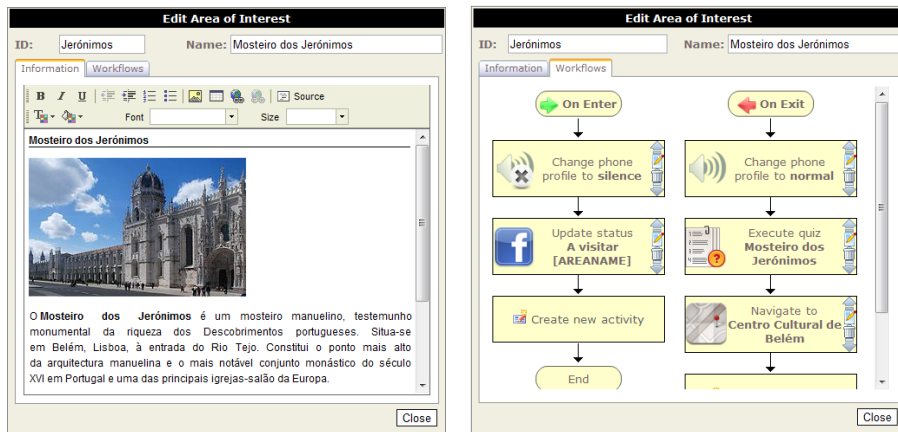 Edit Area of Interest
ID: Jerónimos Name: Mosteiro dos Jerónimos
Information Workflows
B I U Source
T Font Size
Mosteiro dos Jerónimos
O Mosteiro dos Jerónimos é um mosteiro manuelino, testemunho
monumental da riqueza dos Descobrimentos portugueses. Situa-se
em Belém, Lisboa, à entrada do Rio Tejo. Constitui o ponto mais alto
da arquitectura manuelina e o mais notável conjunto monástico do século
XVI em Portugal e uma das principais igrejas-salão da Europa.
Close
Edit Area of Interest
ID: Jerónimos Name: Mosteiro dos Jerónimos
Information Workflows
On Enter
Change phone
profile to silence
f
Update status
A visitar
[AREANAME]
Create new activity
End
On Exit
Change phone
profile to normal
Execute quiz
Mosteiro dos
Jerónimos
Navigate to
Centro Cultural de
Belém
Close